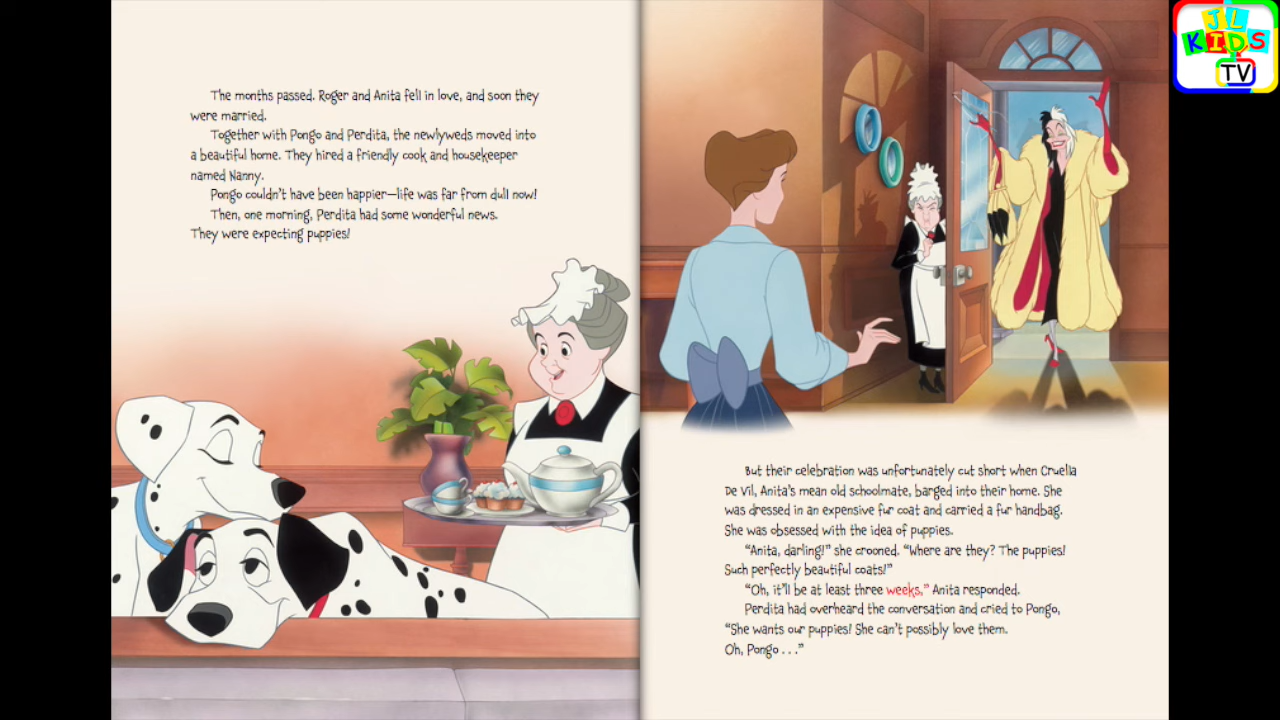 The months passed. Roger and Anita fell in love, and soon they
were married.
Together with Pongo and Perdita, the newlyweds moved into
a beautiful home. They hired a friendly cook and housekeeper
named Nanny.
Pongo couldn't have been happier—life was far from dull now!
Then, one morning, Perdita had some wonderful news.
They were expecting puppies!
But their celebration was unfortunately cut short when Cruella
De Vil, Anita's mean old schoolmate, barged into their home. She
was dressed in an expensive fur coat and carried a fur handbag.
She was obsessed with the idea of puppies.
"Anita, darling!" she crooned. "Where are they? The puppies!
Such perfectly beautiful coats!"
"Oh, it'll be at least three weeks," Anita responded.
Perdita had overheard the conversation and cried to Pongo,
"She wants our puppies! She can't possibly love them.
Oh, Pongo . . ."
JL
KIDS
TV